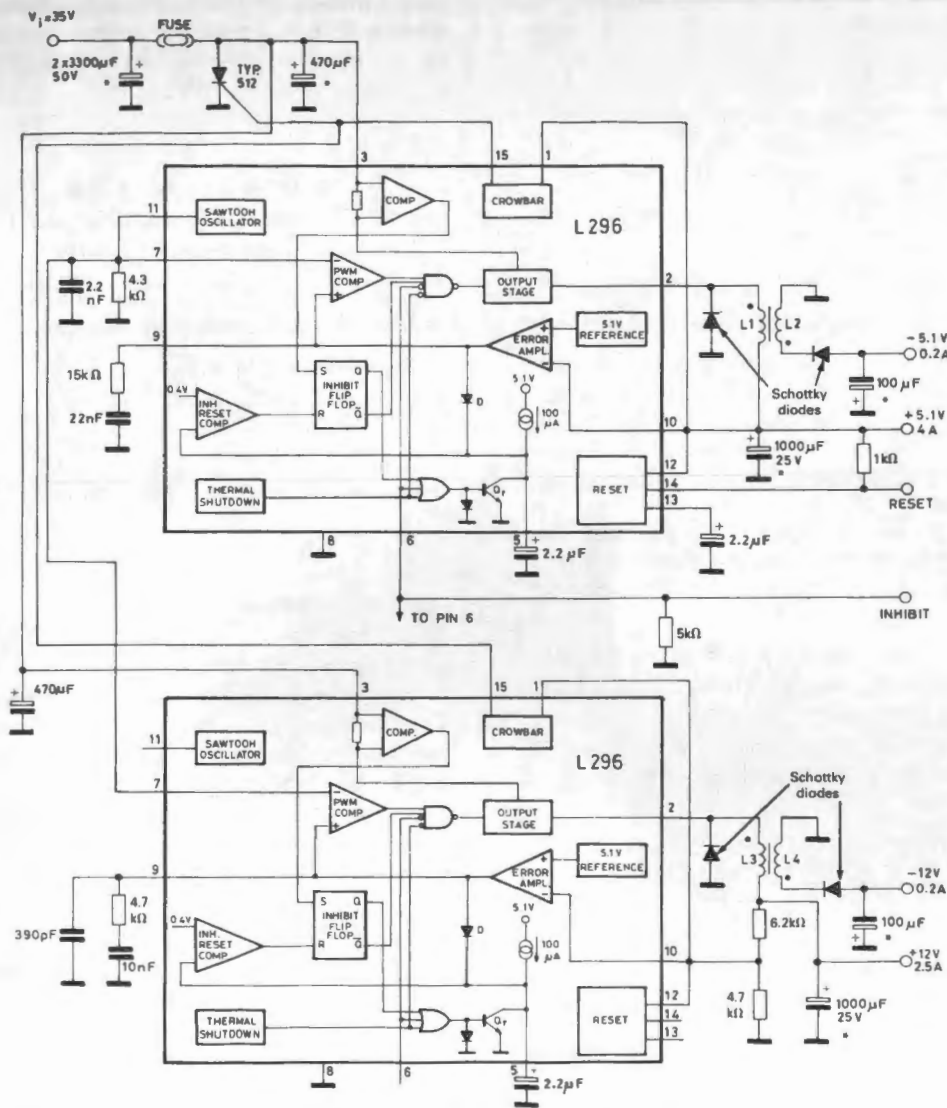 Vi=35V
FUSE
2x3300µF
50V
TYP.
512
470µF
3
15
1
11
SAWTOOH
OSCILLATOR
COMP
CROWBAR
L296
7
2.2
nF
4.3
kΩ
PWM
COMP
OUTPUT
STAGE
2
L1
L2
−5.1V
0.2A
9
15kΩ
22nF
0.4V
INH.
RESET
COMP
S
Q
INHIBIT
FLIP
FLOP
R
Q̅
D
ERROR
AMPL
5.1V
REFERENCE
5.1V
100
µA
10
Schottky
diodes
100µF
+5.1V
4A
1000µF
25V
1kΩ
THERMAL
SHUTDOWN
Qr
RESET
12
14
13
RESET
8
6
5
2.2µF
2.2µF
TO PIN 6
INHIBIT
5kΩ
470µF
3
15
1
11
SAWTOOH
OSCILLATOR
COMP.
CROWBAR
L296
7
PWM
COMP
OUTPUT
STAGE
2
Schottky
diodes
L3
L4
−12V
0.2A
9
390pF
4.7
kΩ
10nF
0.4V
INH.
RESET
COMP
S
Q
INHIBIT
FLIP
FLOP
R
Q̅
D
ERROR
AMPL.
5.1V
REFERENCE
5.1V
100
µA
10
6.2kΩ
100µF
+12V
2.5A
4.7
kΩ
1000µF
25V
THERMAL
SHUTDOWN
Qr
RESET
12
14
13
8
6
5
2.2µF